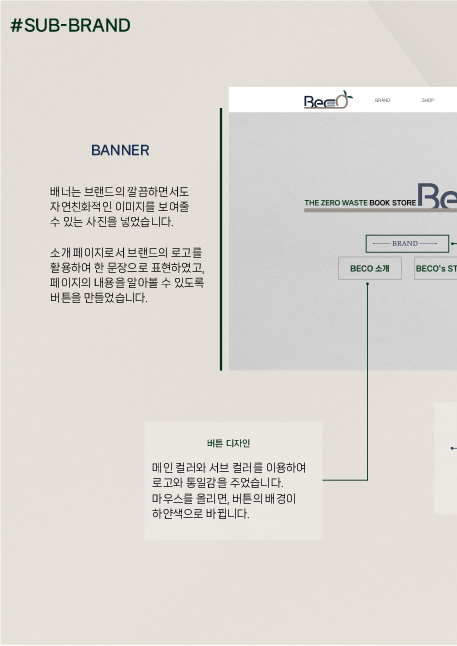 #SUB-BRAND
Beco
BRAND
SHOP
BANNER
배너는 브랜드의 깔끔하면서도
자연친화적인 이미지를 보여줄
수 있는 사진을 넣었습니다.
소개 페이지로서 브랜드의 로고를
활용하여 한 문장으로 표현하였고,
페이지의 내용을 알아볼 수 있도록
버튼을 만들었습니다.
THE ZERO WASTE BOOK STORE Be
BRAND
BECO 소개
BECO's ST
버튼 디자인
메인 컬러와 서브 컬러를 이용하여
로고와 통일감을 주었습니다.
마우스를 올리면, 버튼의 배경이
하얀색으로 바뀝니다.